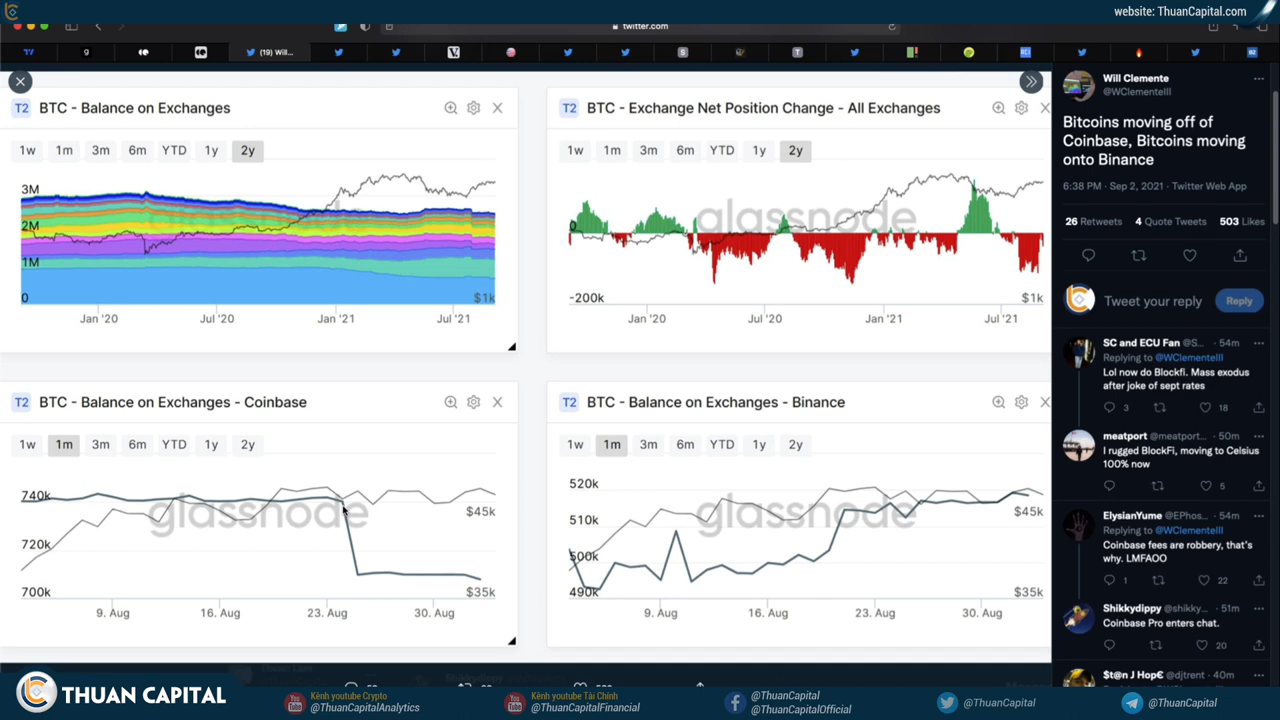 website: ThuanCapital.com
twitter.com
(19) Will...
T2 BTC - Balance on Exchanges
1w 1m 3m 6m YTD 1y 2y
3M
2M
1M
0
$1k
glassnode
Jan '20 Jul '20 Jan '21 Jul '21
T2 BTC - Exchange Net Position Change - All Exchanges
1w 1m 3m 6m YTD 1y 2y
0
-200k
$1k
glassnode
Jan '20 Jul '20 Jan '21 Jul '21
T2 BTC - Balance on Exchanges - Coinbase
1w 1m 3m 6m YTD 1y 2y
740k
720k
700k
$45k
$35k
glassnode
9. Aug 16. Aug 23. Aug 30. Aug
T2 BTC - Balance on Exchanges - Binance
1w 1m 3m 6m YTD 1y 2y
520k
510k
500k
490k
$45k
$35k
glassnode
9. Aug 16. Aug 23. Aug 30. Aug
Will Clemente
@WClementeIII
Bitcoins moving off of
Coinbase, Bitcoins moving
onto Binance
6:38 PM · Sep 2, 2021 · Twitter Web App
26 Retweets 4 Quote Tweets 503 Likes
Tweet your reply
Reply
SC and ECU Fan @S... · 54m
Replying to @WClementeIII
Lol now do Blockfi. Mass exodus
after joke of sept rates
3 18
meatport @meatport... · 50m
I rugged BlockFi, moving to Celsius
100% now
5
ElysianYume @EPhos... · 54m
Replying to @WClementeIII
Coinbase fees are robbery, that's
why. LMFAOO
1 22
Shikkydippy @shikky... · 51m
Coinbase Pro enters chat.
20
$t@n J Hop€ @djtrent · 40m
THUAN CAPITAL
Kênh youtube Crypto
@ThuanCapitalAnalytics
Kênh youtube Tài Chính
@ThuanCapitalFinancial
@ThuanCapital
@ThuanCapitalOfficial
@ThuanCapital
@ThuanCapital